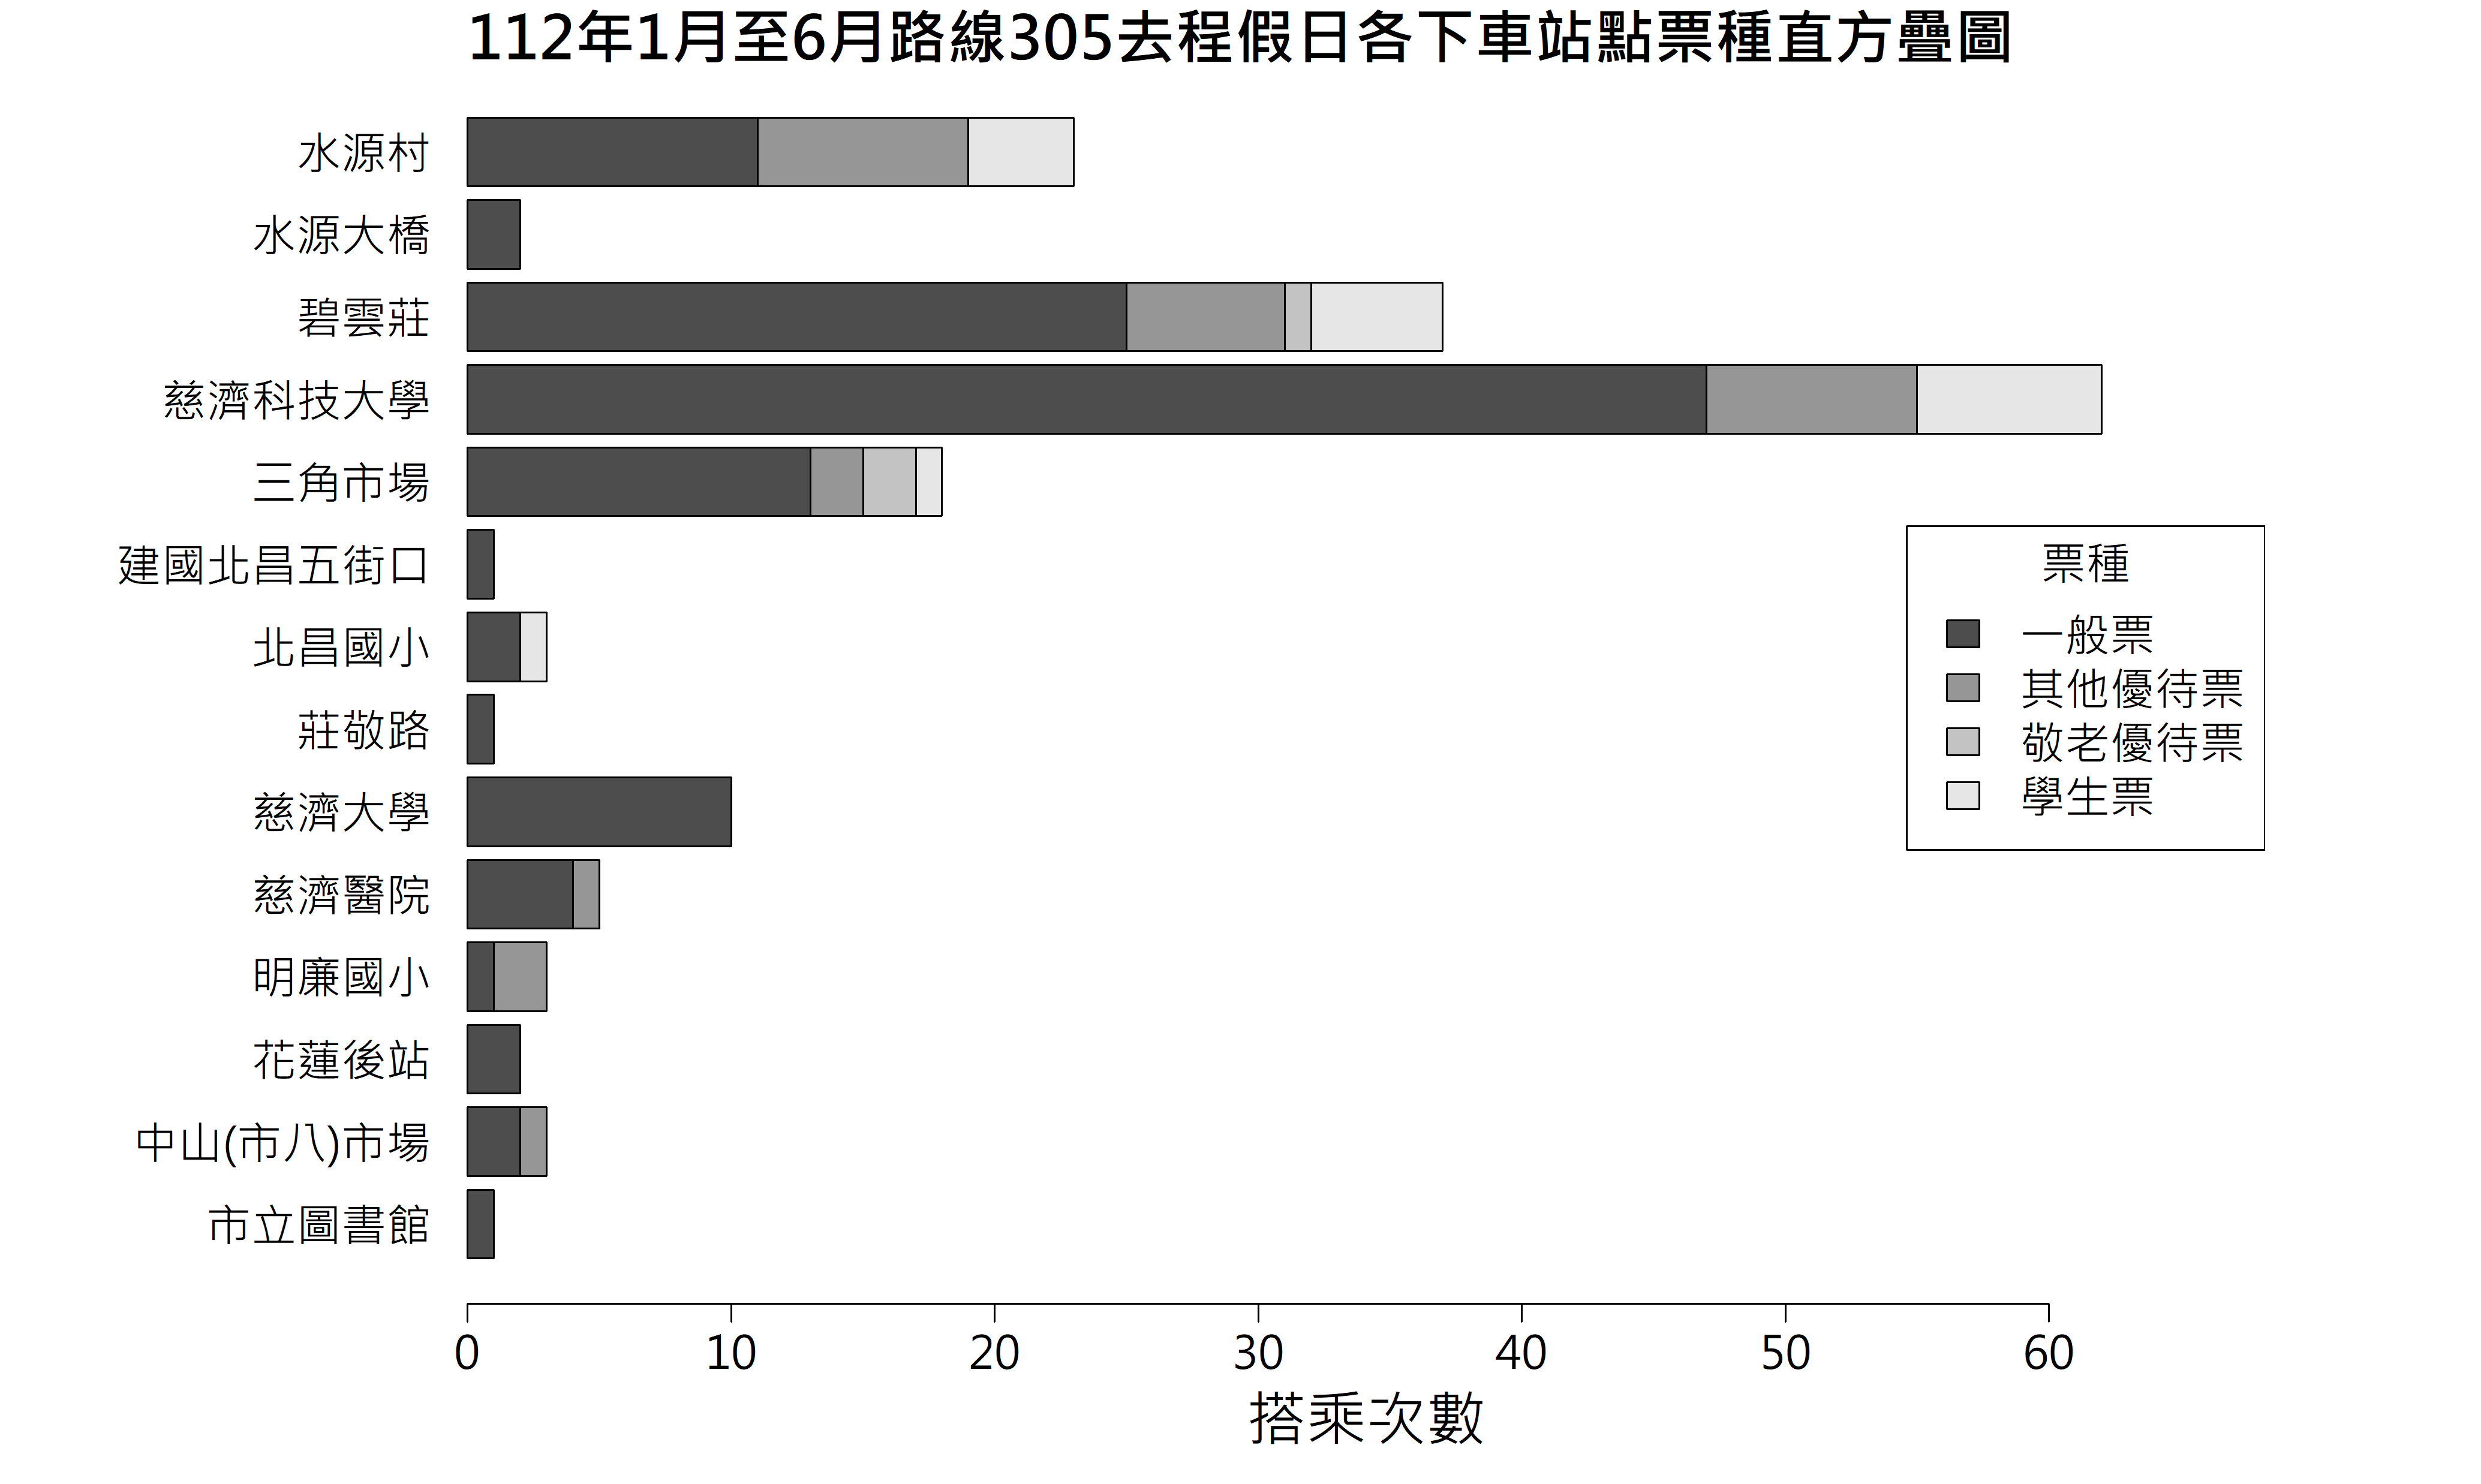 112年1月至6月路線305去程假日各下車站點票種直方疊圖
水源村
水源大橋
碧雲莊
慈濟科技大學
三角市場
建國北昌五街口
北昌國小
莊敬路
慈濟大學
慈濟醫院
明廉國小
花蓮後站
中山(市八)市場
市立圖書館
票種
一般票
其他優待票
敬老優待票
學生票
0 10 20 30 40 50 60
搭乘次數